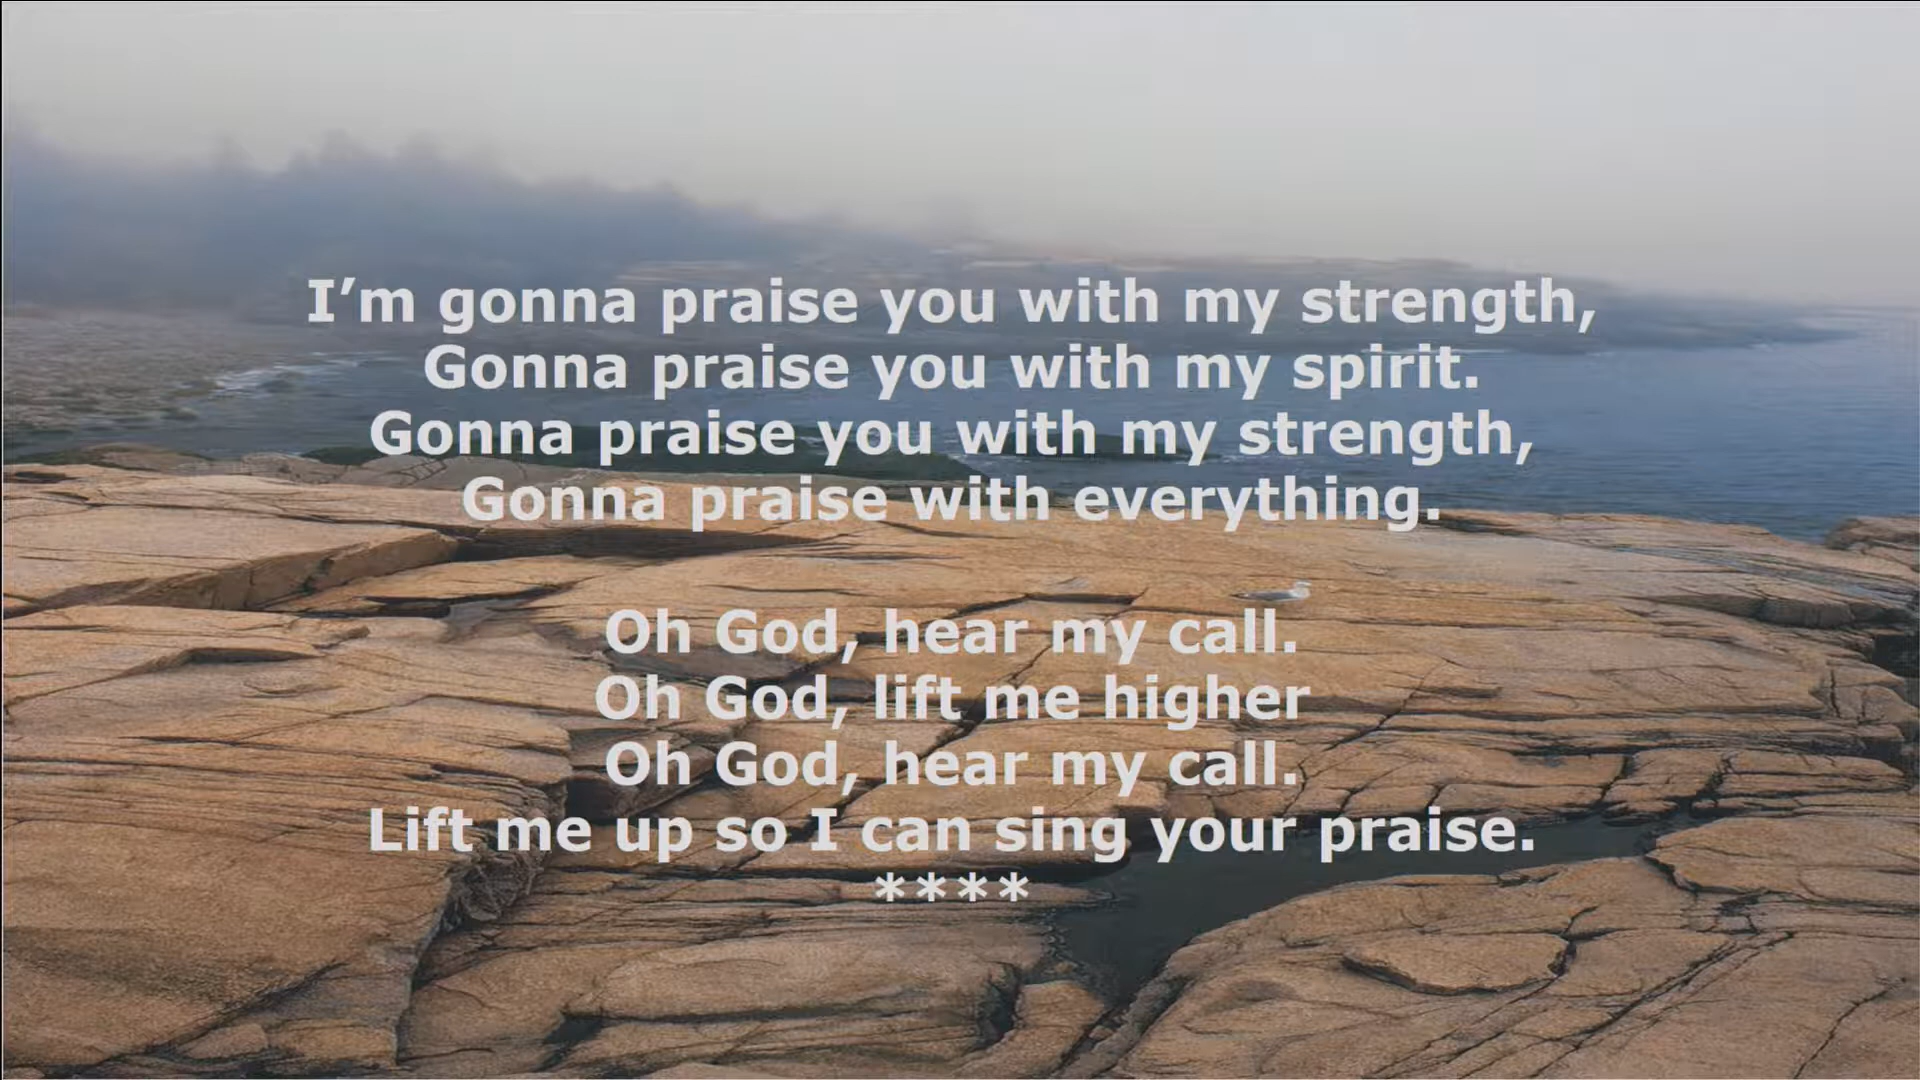 I’m gonna praise you with my strength,
Gonna praise you with my spirit.
Gonna praise you with my strength,
Gonna praise with everything.
Oh God, hear my call.
Oh God, lift me higher
Oh God, hear my call.
Lift me up so I can sing your praise.
****